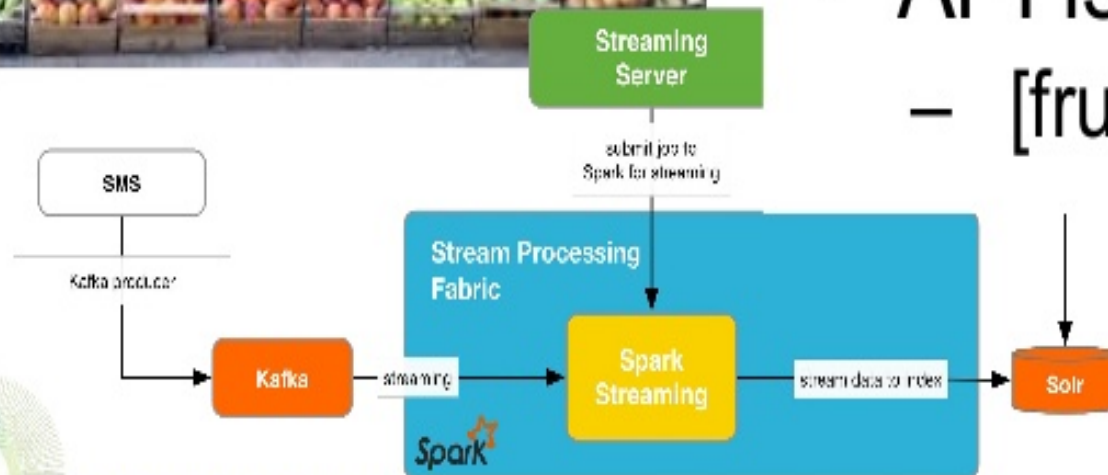 Streaming
Server
[fru
submit job to
Spark for streaming
SMS
Stream Processing
Fabric
Kafka producer
Spark
Streaming
Kafka
streaming
stream data to index
Solr
Spark